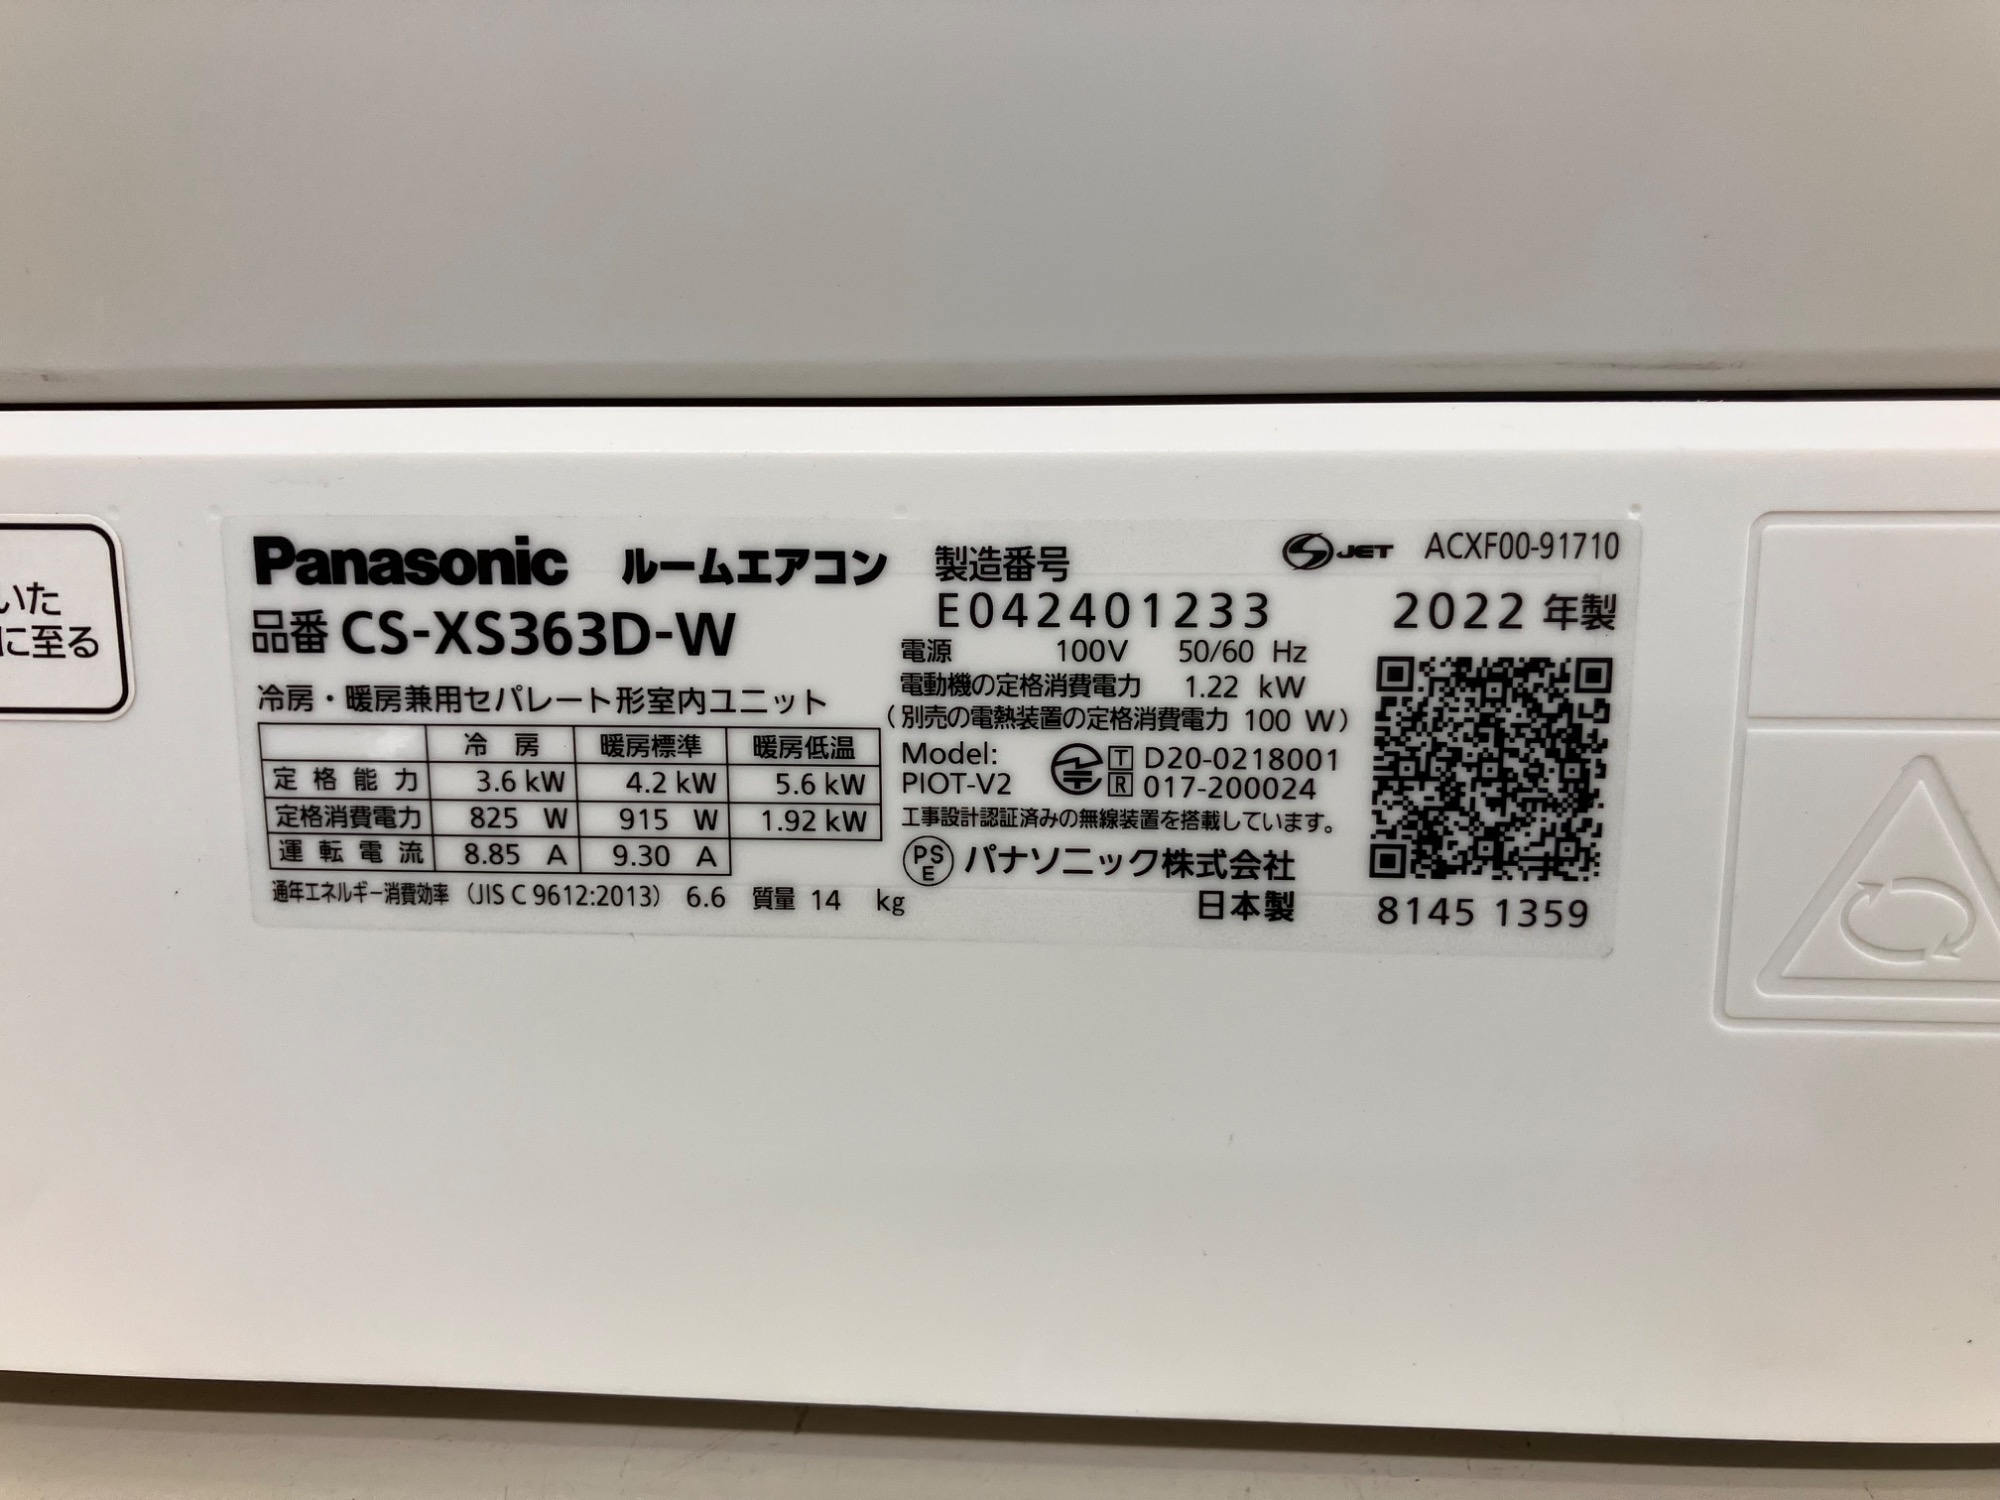 いた
に至る
Panasonic ルームエアコン
品番 CS-XS363D-W
冷房・暖房兼用セパレート形室内ユニット
冷房 暖房標準 暖房低温
定格能力 3.6 kW 4.2 kW 5.6 kW
定格消費電力 825 W 915 W 1.92 kW
運転電流 8.85 A 9.30 A
通年エネルギー消費効率 (JIS C 9612:2013) 6.6 質量 14 kg
製造番号
E042401233
電源 100V 50/60 Hz
電動機の定格消費電力 1.22 kW
(別売の電熱装置の定格消費電力 100 W)
Model:
PIOT-V2
T D20-0218001
R 017-200024
工事設計認証済みの無線装置を搭載しています。
PSE パナソニック株式会社
日本製
S JET ACXF00-91710
2022 年製
8145 1359